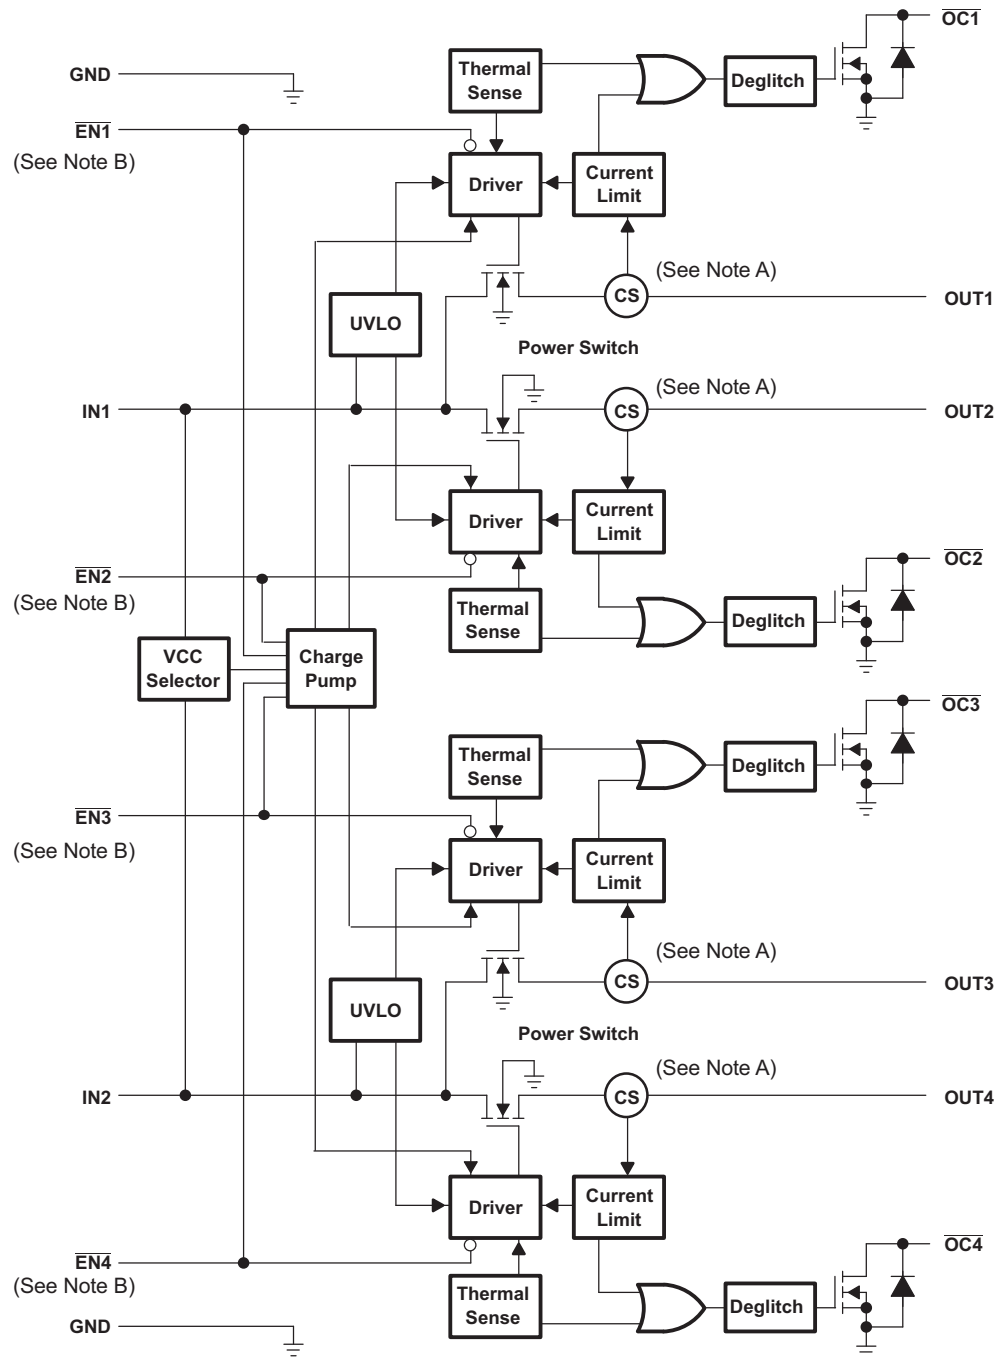 OC1
GND
Thermal
Sense
Deglitch
EN1
(See Note B)
Driver
Current
Limit
(See Note A)
CS
OUT1
UVLO
Power Switch
(See Note A)
IN1
CS
OUT2
Driver
Current
Limit
OC2
EN2
(See Note B)
Thermal
Sense
Deglitch
VCC
Selector
Charge
Pump
OC3
Thermal
Sense
Deglitch
EN3
(See Note B)
Driver
Current
Limit
(See Note A)
CS
OUT3
UVLO
Power Switch
(See Note A)
IN2
CS
OUT4
Driver
Current
Limit
OC4
EN4
(See Note B)
Thermal
Sense
Deglitch
GND